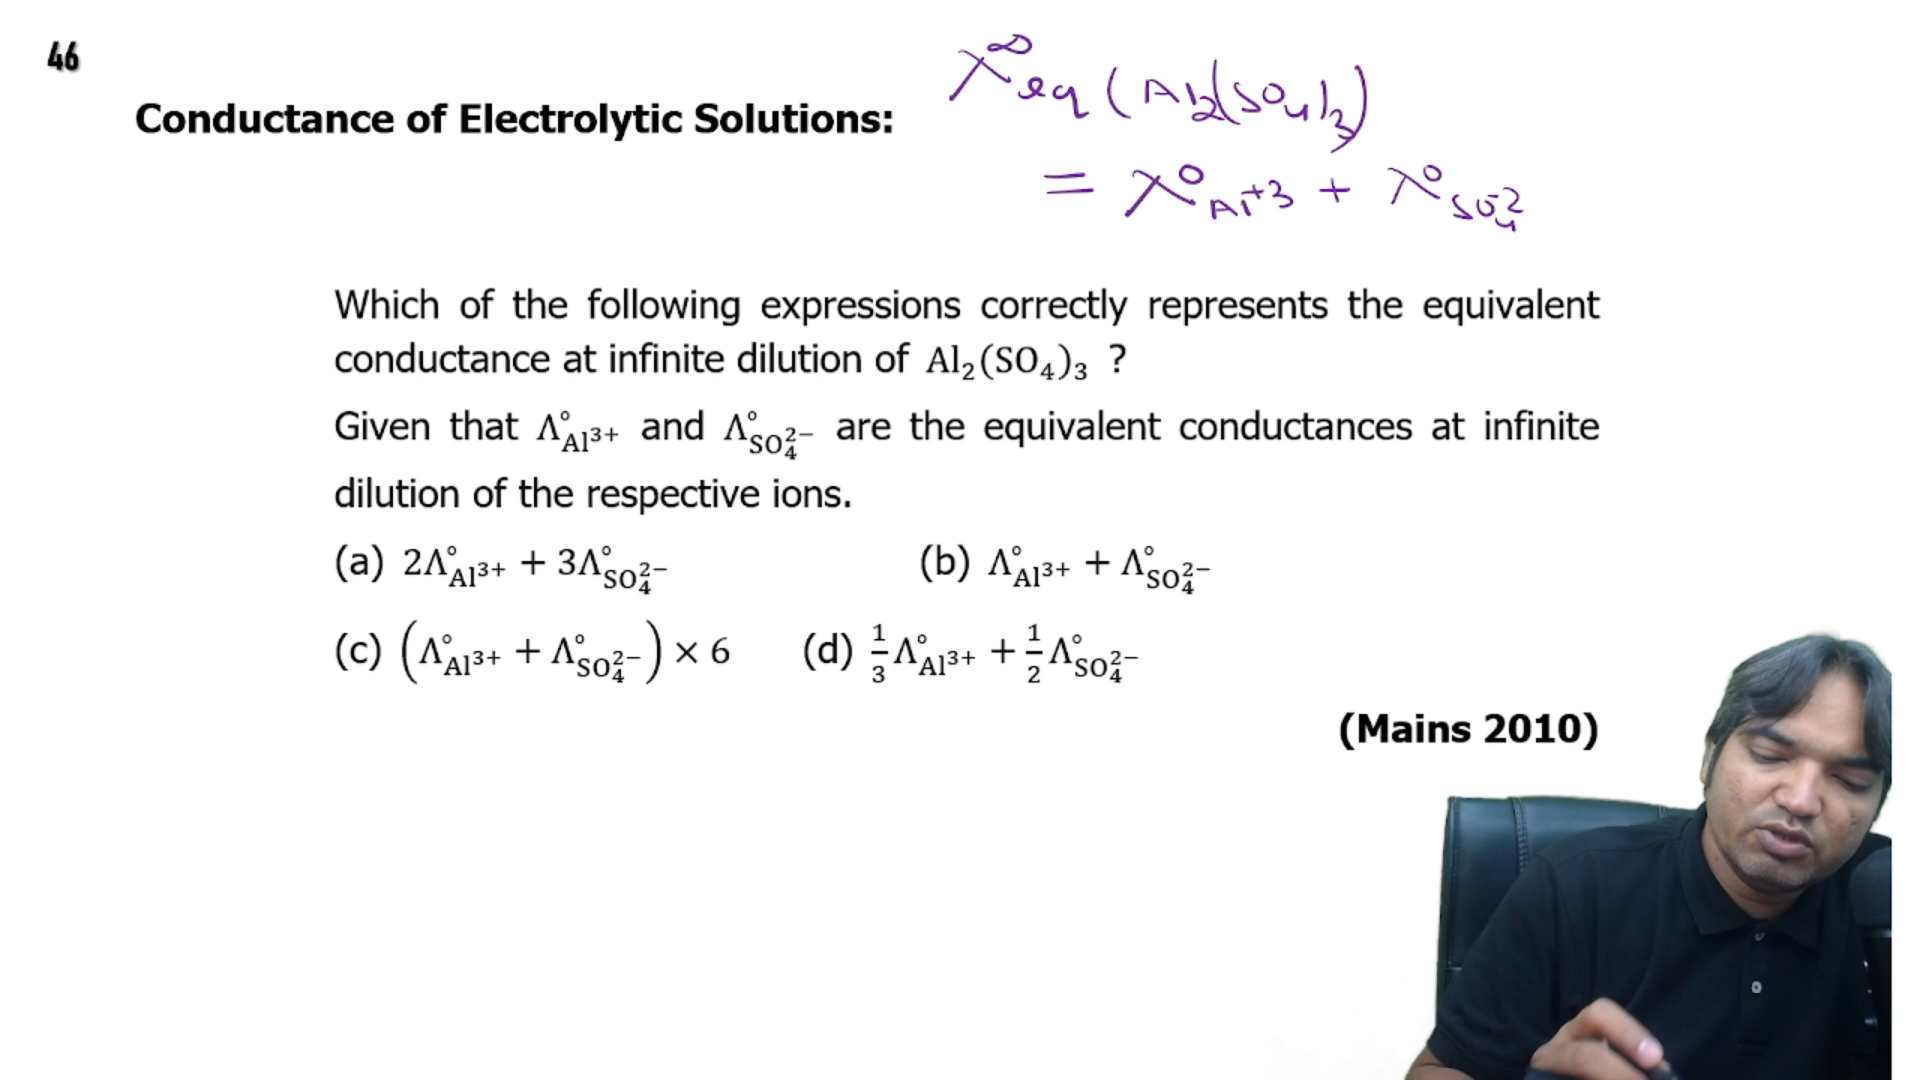 46
λ∞eq (Al₂(SO₄)₃)
Conductance of Electrolytic Solutions:
= λ°Al⁺³ + λ°SO₄⁻²
Which of the following expressions correctly represents the equivalent
conductance at infinite dilution of Al₂(SO₄)₃ ?
Given that Λ°Al³⁺ and Λ°SO₄²⁻ are the equivalent conductances at infinite
dilution of the respective ions.
(a) 2Λ°Al³⁺ + 3Λ°SO₄²⁻ (b) Λ°Al³⁺ + Λ°SO₄²⁻
(c) (Λ°Al³⁺ + Λ°SO₄²⁻) × 6 (d) 1/3 Λ°Al³⁺ + 1/2 Λ°SO₄²⁻
(Mains 2010)